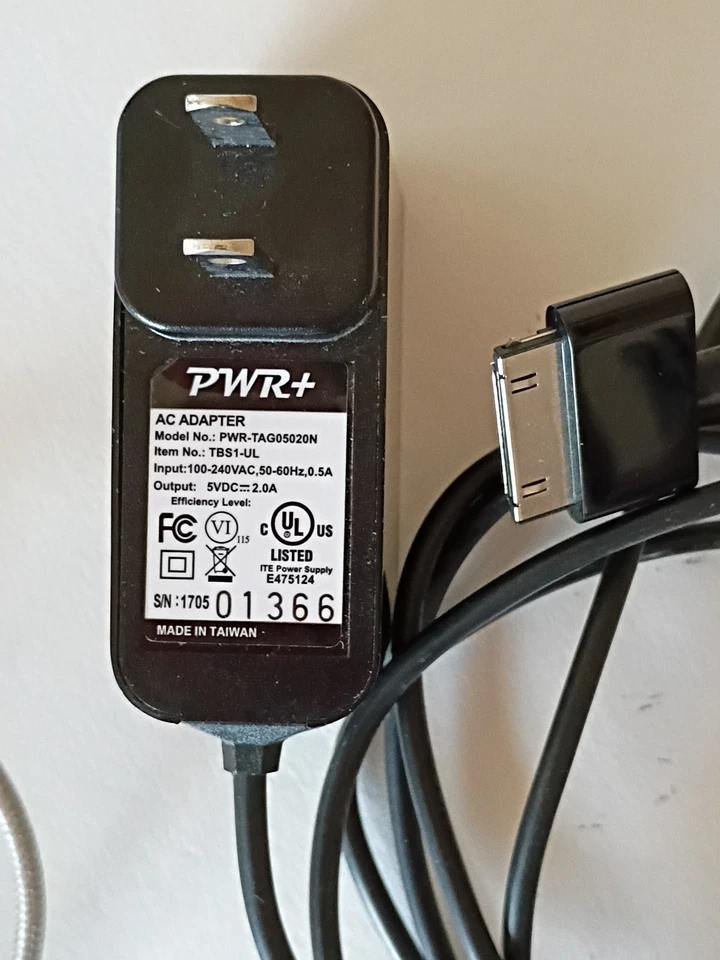 PWR+
AC ADAPTER
Model No.: PWR-TAG05020N
Item No.: TBS1-UL
Input:100-240VAC,50-60Hz,0.5A
Output: 5VDC⎓2.0A
Efficiency Level:
FC VI 115 c UL US
LISTED
ITE Power Supply
E475124
S/N :1705 01366
MADE IN TAIWAN